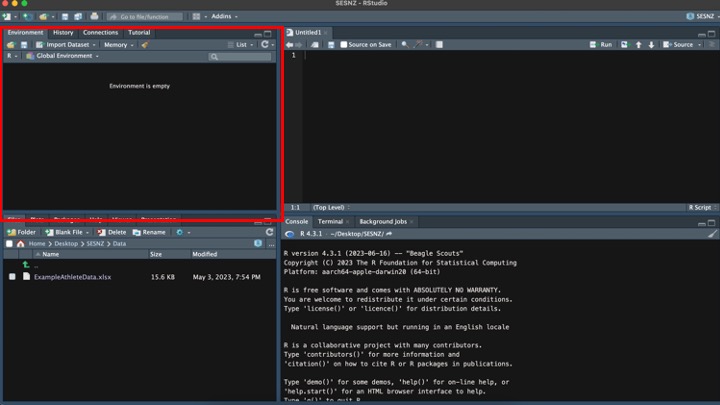 SESNZ - RStudio
Go to file/function
Addins
SESNZ
Environment History Connections Tutorial
Import Dataset Memory List
R Global Environment
Environment is empty
Untitled1
Source on Save Run Source
1
1:1 (Top Level) R Script
Files Plots Packages Help Viewer Presentation
Folder Blank File Delete Rename
Home Desktop SESNZ Data
Name Size Modified
..
ExampleAthleteData.xlsx 15.6 KB May 3, 2023, 7:54 PM
Console Terminal Background Jobs
R 4.3.1 · ~/Desktop/SESNZ/
R version 4.3.1 (2023-06-16) -- "Beagle Scouts"
Copyright (C) 2023 The R Foundation for Statistical Computing
Platform: aarch64-apple-darwin20 (64-bit)
R is free software and comes with ABSOLUTELY NO WARRANTY.
You are welcome to redistribute it under certain conditions.
Type 'license()' or 'licence()' for distribution details.
Natural language support but running in an English locale
R is a collaborative project with many contributors.
Type 'contributors()' for more information and
'citation()' on how to cite R or R packages in publications.
Type 'demo()' for some demos, 'help()' for on-line help, or
'help.start()' for an HTML browser interface to help.
Type 'q()' to quit R.